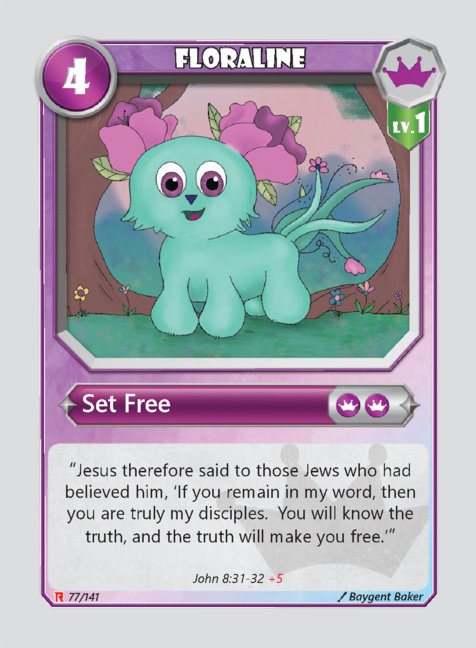 4
FLORALINE
LV.1
Set Free
“Jesus therefore said to those Jews who had
believed him, ‘If you remain in my word, then
you are truly my disciples.  You will know the
truth, and the truth will make you free.’”
John 8:31-32 +5
R 77/141
Baygent Baker